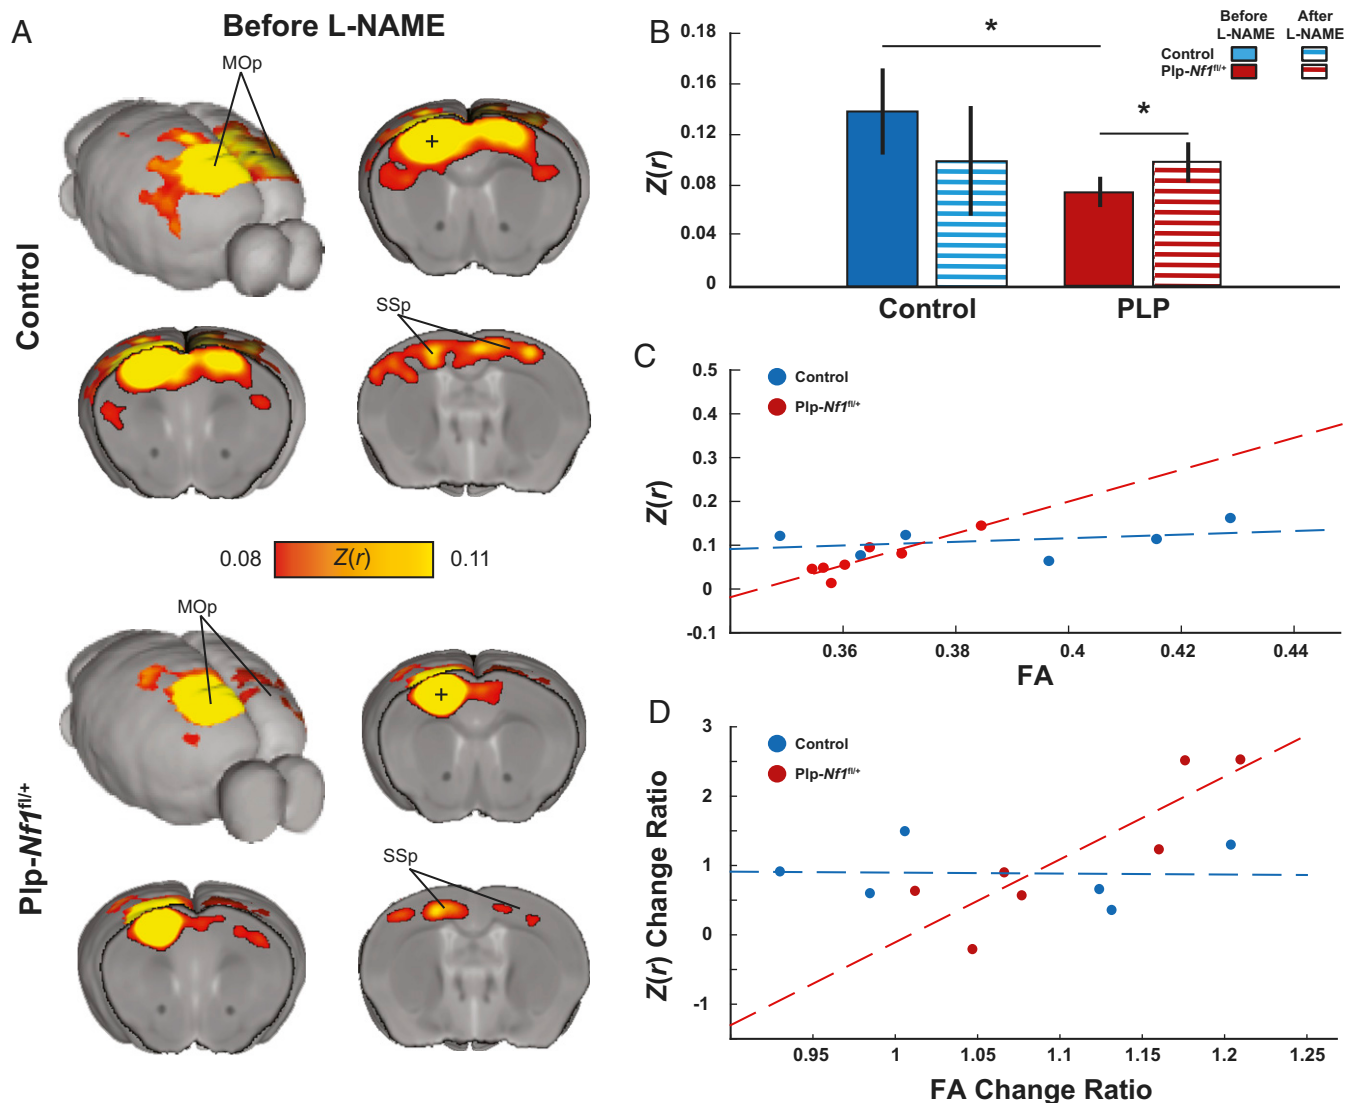 A
Before L-NAME
MOp
Control
SSp
0.08
Z(r)
0.11
MOp
Plp-Nf1fl/+
SSp
B
Before
L-NAME
After
L-NAME
Control
Plp-Nf1fl/+
*
*
0.18
0.16
0.12
0.08
0.04
0
Z(r)
Control
PLP
C
Control
Plp-Nf1fl/+
0.5
0.4
0.3
0.2
0.1
0
-0.1
Z(r)
0.36
0.38
0.4
0.42
0.44
FA
D
Control
Plp-Nf1fl/+
3
2
1
0
-1
Z(r) Change Ratio
0.95
1
1.05
1.1
1.15
1.2
1.25
FA Change Ratio